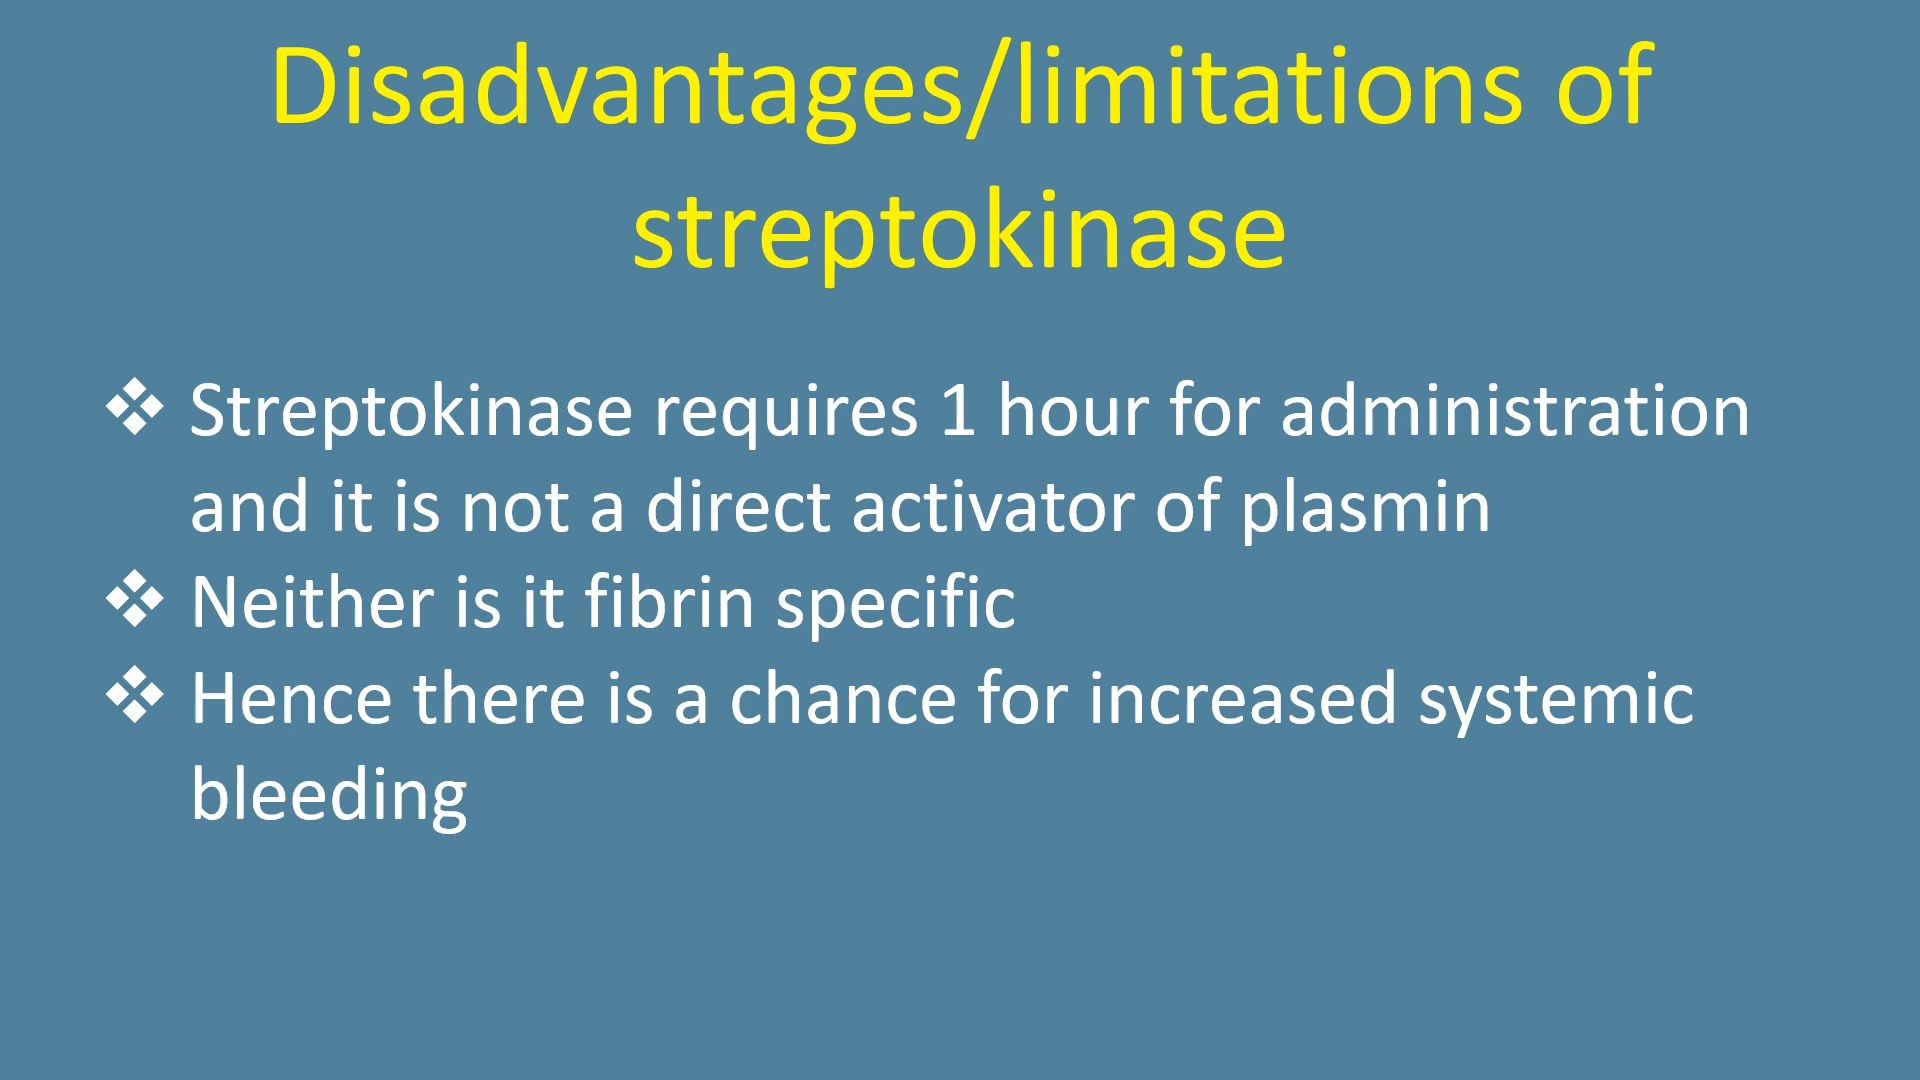 Disadvantages/limitations of
streptokinase
❖ Streptokinase requires 1 hour for administration
and it is not a direct activator of plasmin
❖ Neither is it fibrin specific
❖ Hence there is a chance for increased systemic
bleeding